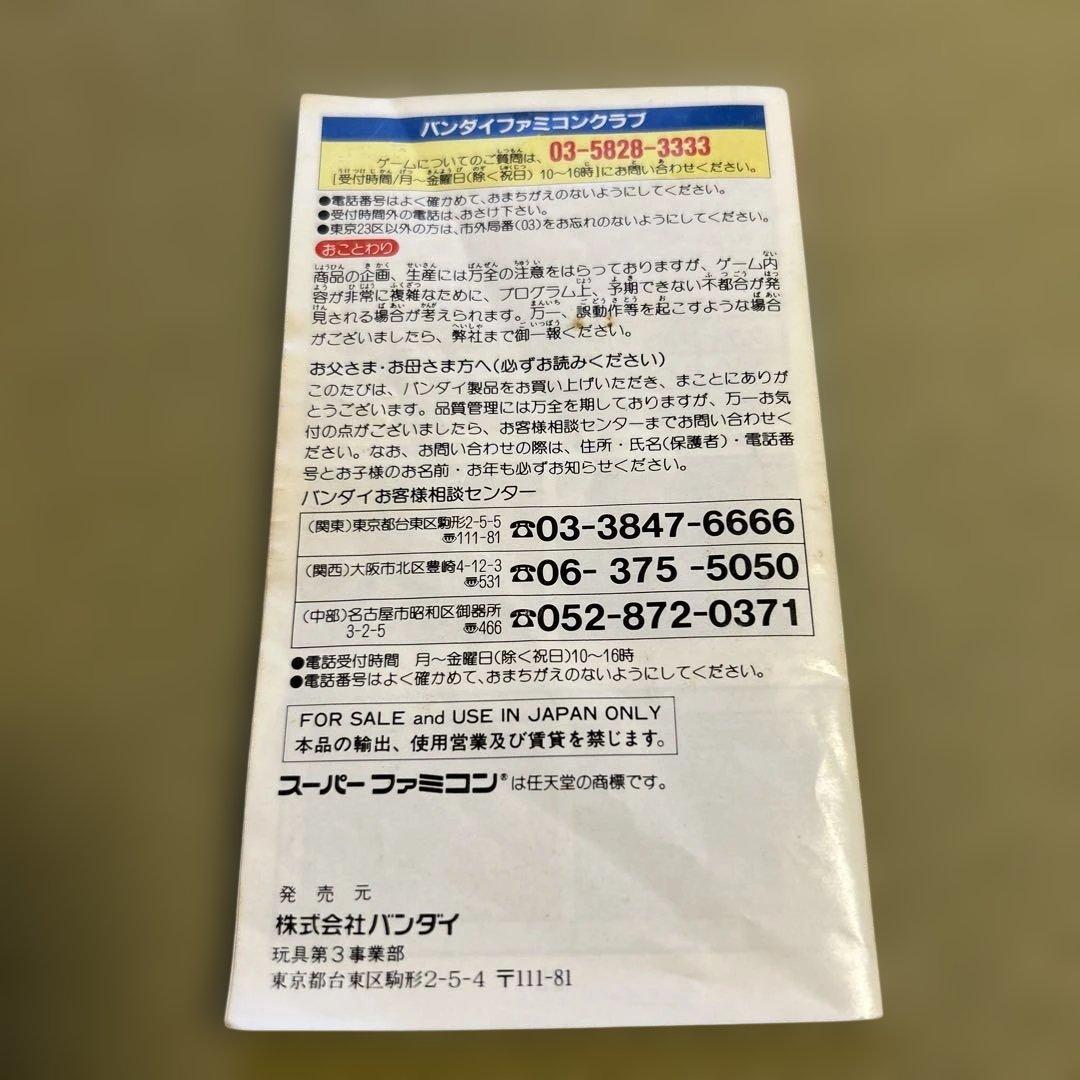 バンダイファミコンクラブ
ゲームについてのご質問は、03-5828-3333
[受付時間/月〜金曜日(除く祝日) 10〜16時]にお問い合わせください。
●電話番号はよく確かめて、おまちがえのないようにしてください。
●受付時間外の電話は、おさけ下さい。
●東京23区以外の方は、市外局番(03)をお忘れのないようにしてください。
おことわり
商品の企画、生産には万全の注意をはらっておりますが、ゲーム内
容が非常に複雑なために、プログラム上、予期できない不都合が発
見される場合が考えられます。万一、誤動作等を起こすような場合
がございましたら、弊社まで御一報ください。
お父さま・お母さま方へ(必ずお読みください)
このたびは、バンダイ製品をお買い上げいただき、まことにありが
とうございます。品質管理には万全を期しておりますが、万一お気
付の点がございましたら、お客様相談センターまでお問い合わせく
ださい。なお、お問い合わせの際は、住所・氏名(保護者)・電話番
号とお子様のお名前・お年も必ずお知らせください。
バンダイお客様相談センター
(関東)東京都台東区駒形2-5-5 〠111-81 ☎03-3847-6666
(関西)大阪市北区豊崎4-12-3 〠531 ☎06- 375 -5050
(中部)名古屋市昭和区御器所 3-2-5 〠466 ☎052-872-0371
●電話受付時間 月〜金曜日(除く祝日)10〜16時
●電話番号はよく確かめて、おまちがえのないようにしてください。
FOR SALE and USE IN JAPAN ONLY
本品の輸出、使用営業及び賃貸を禁じます。
スーパーファミコン®は任天堂の商標です。
発売元
株式会社バンダイ
玩具第3事業部
東京都台東区駒形2-5-4 〒111-81